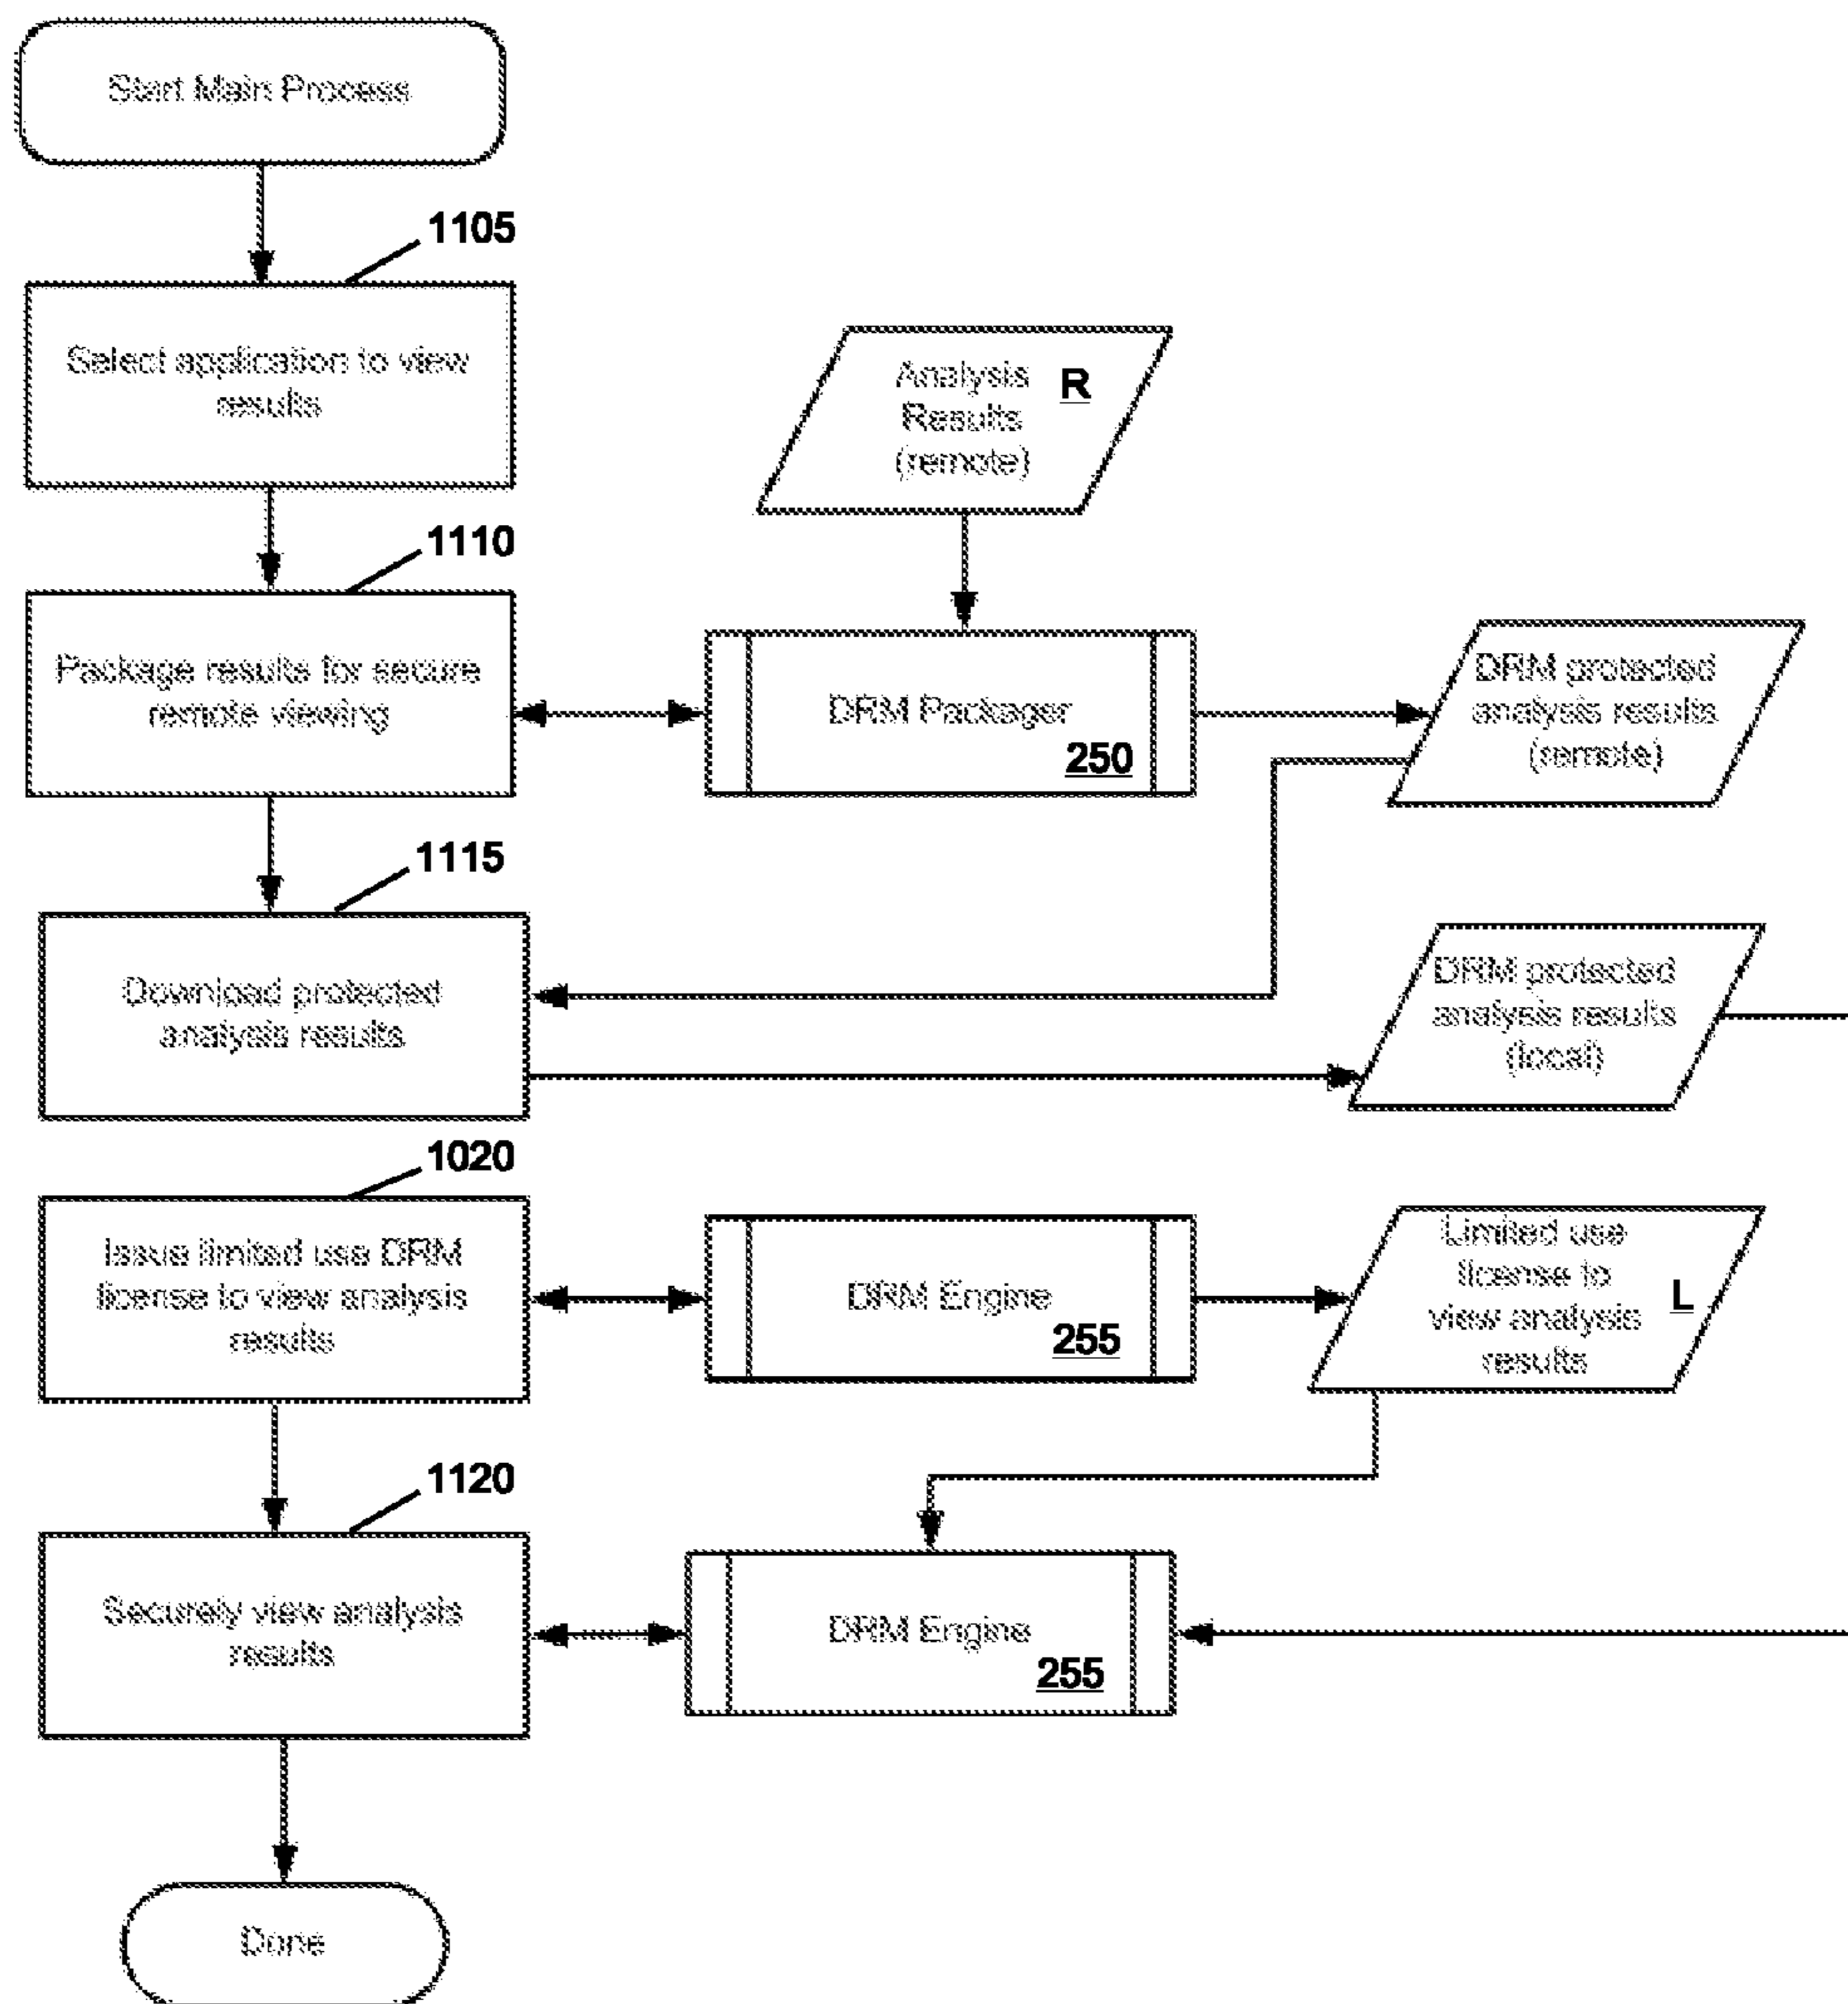 Start Main Process
1105
Select application to view
results
Analysis
Results
(remote)
R
1110
Package results for secure
remote viewing
DRM Packager
250
DRM protected
analysis results
(remote)
1115
Download protected
analysis results
DRM protected
analysis results
(local)
1020
Issue limited use DRM
license to view analysis
results
DRM Engine
255
Limited use
license to
view analysis
results
L
1120
Securely view analysis
results
DRM Engine
255
Done